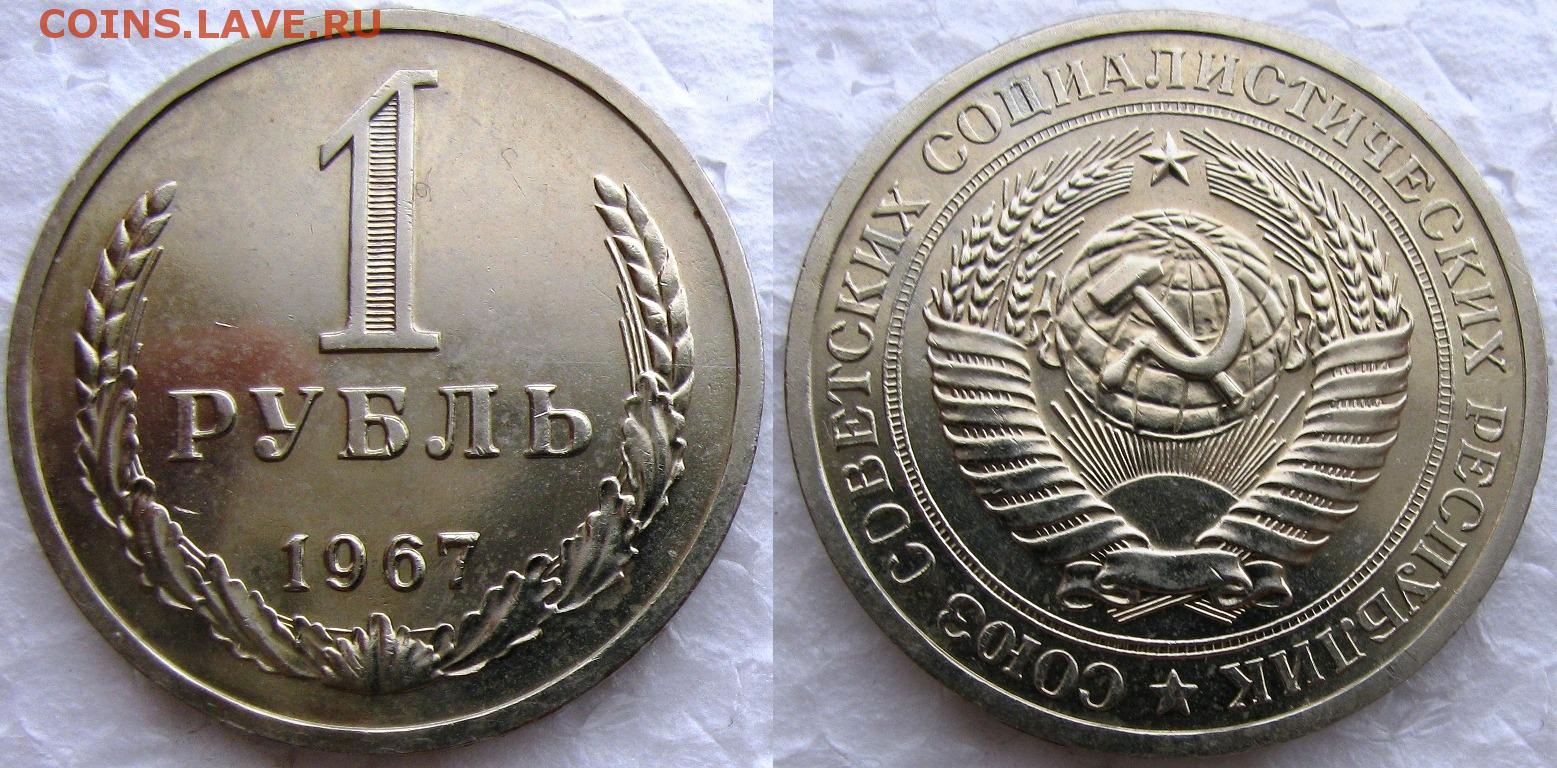 COINS.LAVE.RU
1
РУБЛЬ
1967
СОЮЗ СОВЕТСКИХ СОЦИАЛИСТИЧЕСКИХ РЕСПУБЛИК